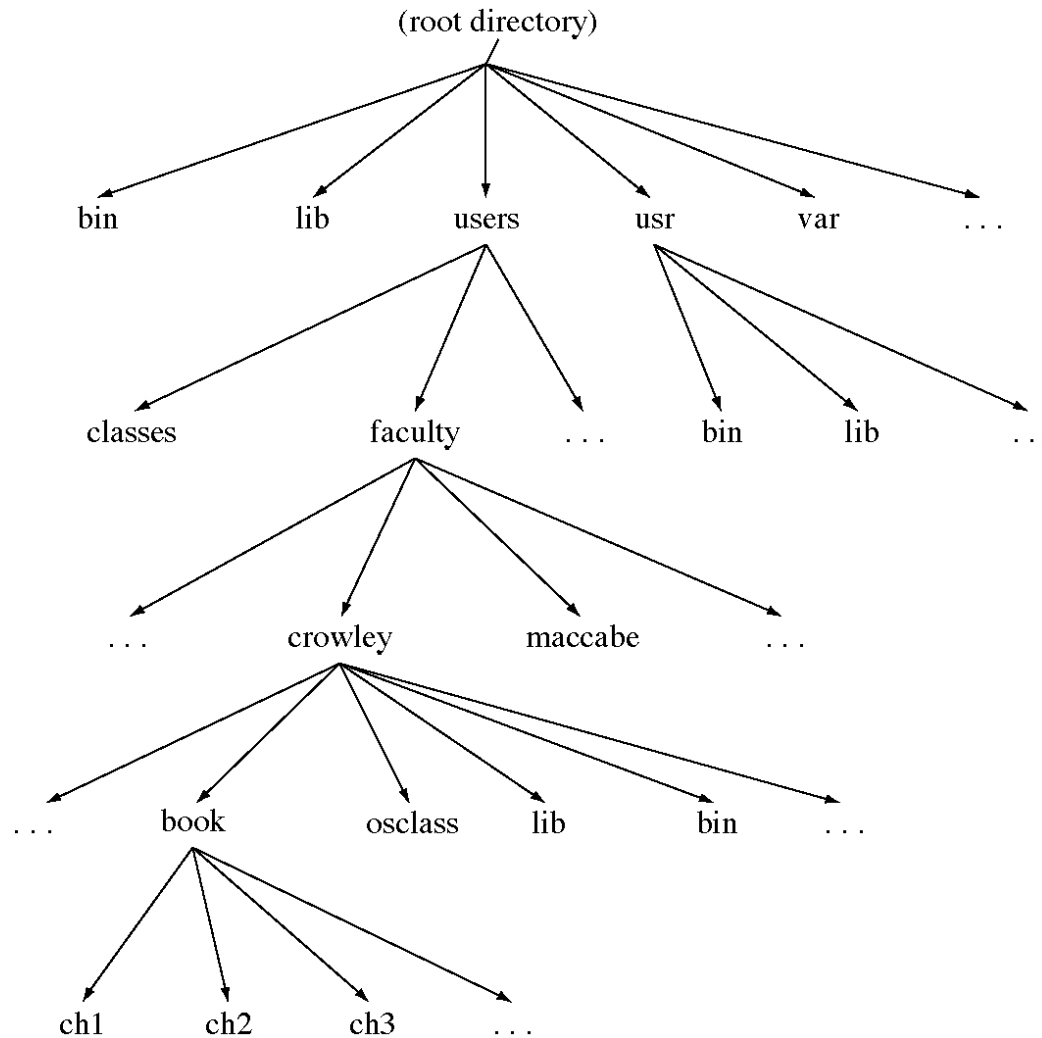 (root directory)
bin lib users usr var . . .
classes faculty . . . bin lib . .
. . . crowley maccabe . . .
. . . book osclass lib bin . . .
ch1 ch2 ch3 . . .